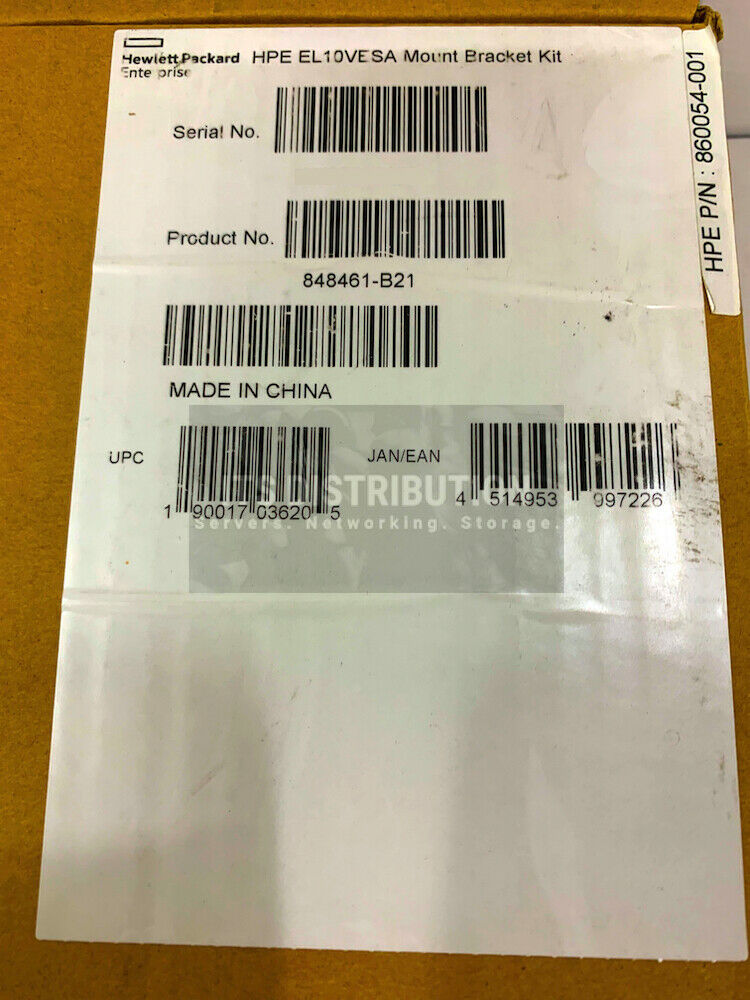 Hewlett Packard
Enterprise
HPE EL10VESA Mount Bracket Kit
HPE P/N : 860054-001
Serial No.
Product No.
848461-B21
MADE IN CHINA
UPC
1 90017 03620 5
JAN/EAN
4 514953 997226
DISTRIBUTION
Servers. Networking. Storage.